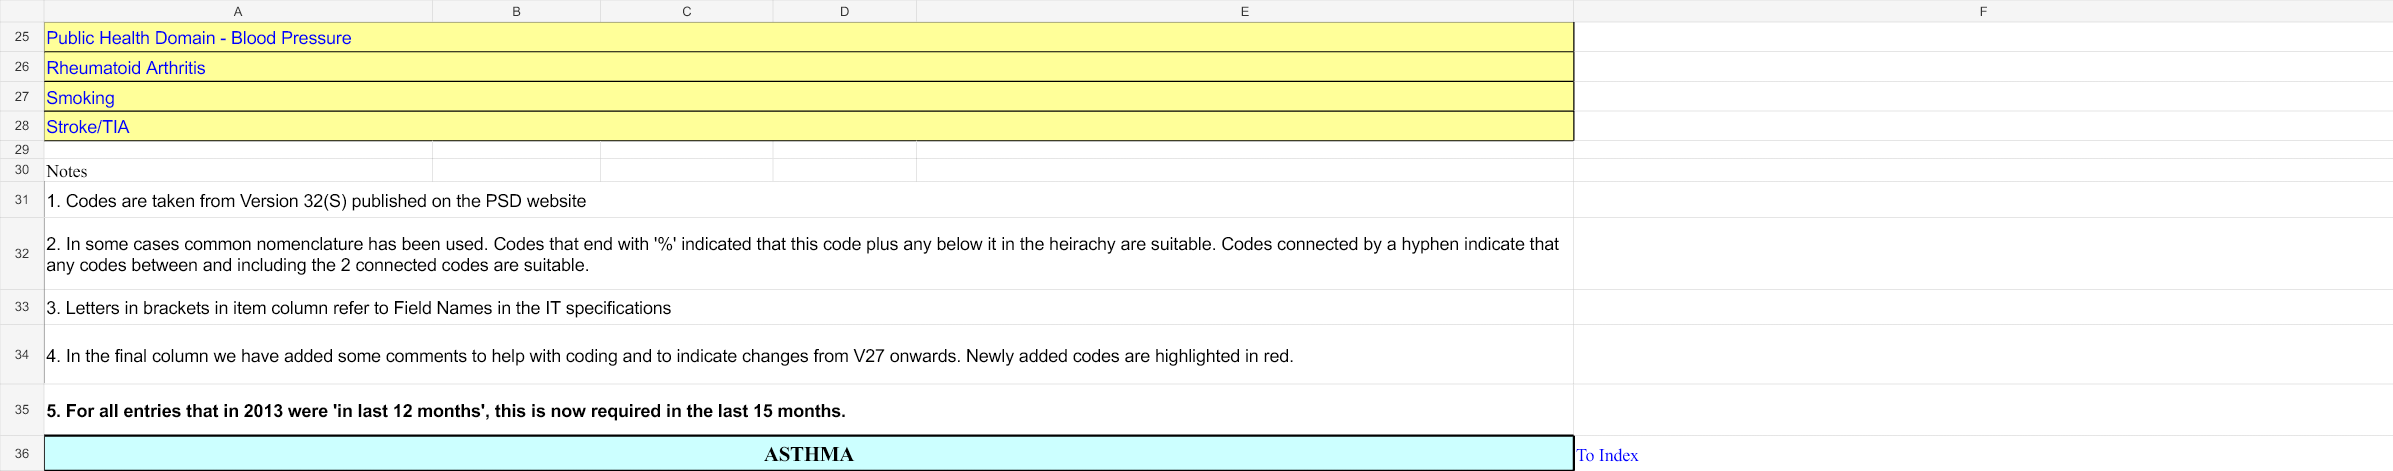 A B C D E F
25 Public Health Domain - Blood Pressure
26 Rheumatoid Arthritis
27 Smoking
28 Stroke/TIA
29
30 Notes
31 1. Codes are taken from Version 32(S) published on the PSD website
32 2. In some cases common nomenclature has been used. Codes that end with '%' indicated that this code plus any below it in the heirachy are suitable. Codes connected by a hyphen indicate that
any codes between and including the 2 connected codes are suitable.
33 3. Letters in brackets in item column refer to Field Names in the IT specifications
34 4. In the final column we have added some comments to help with coding and to indicate changes from V27 onwards. Newly added codes are highlighted in red.
35 5. For all entries that in 2013 were 'in last 12 months', this is now required in the last 15 months.
36 ASTHMA To Index